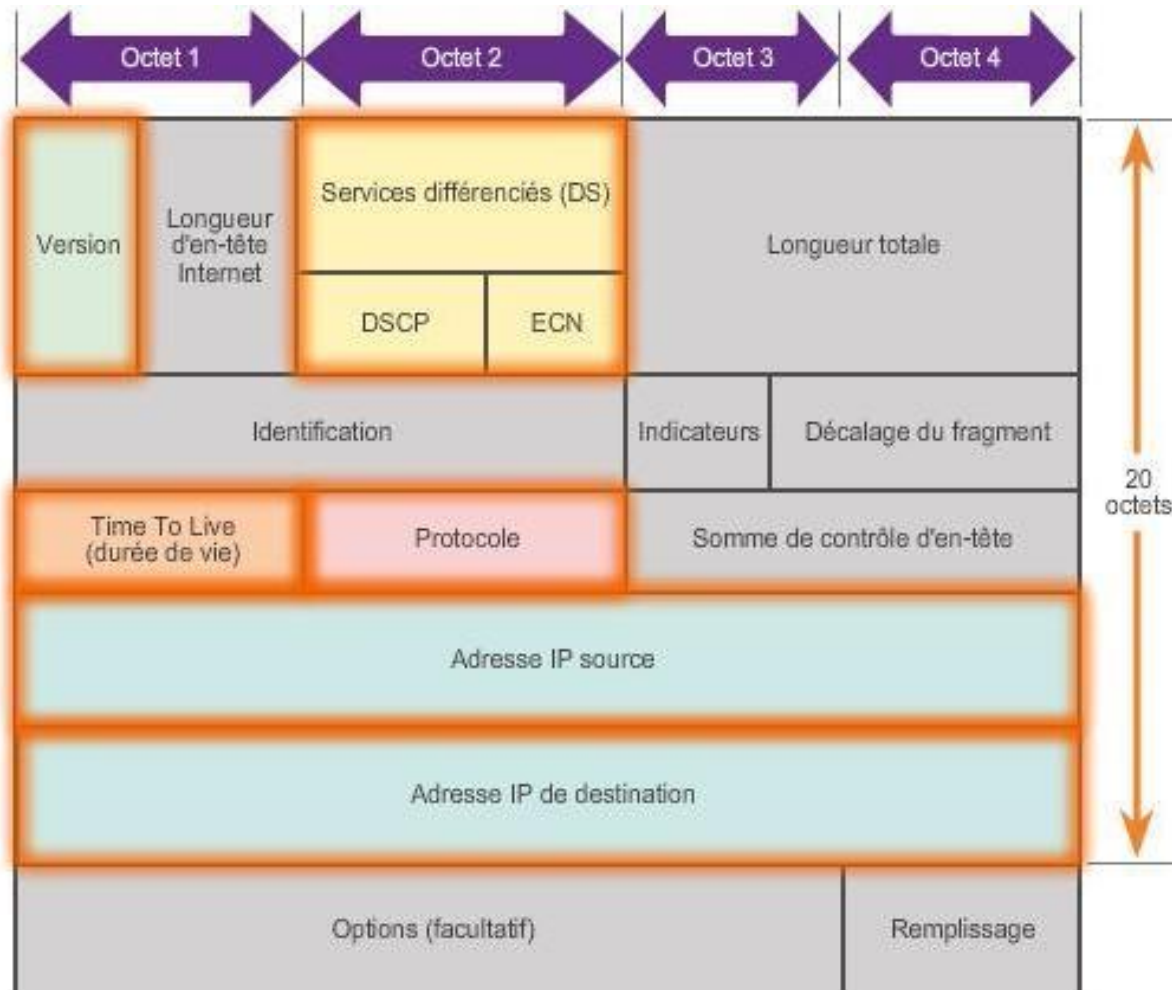 Octet 1
Octet 2
Octet 3
Octet 4
Version
Longueur
d'en-tête
Internet
Services différenciés (DS)
DSCP
ECN
Longueur totale
Identification
Indicateurs
Décalage du fragment
20
octets
Time To Live
(durée de vie)
Protocole
Somme de contrôle d'en-tête
Adresse IP source
Adresse IP de destination
Options (facultatif)
Remplissage